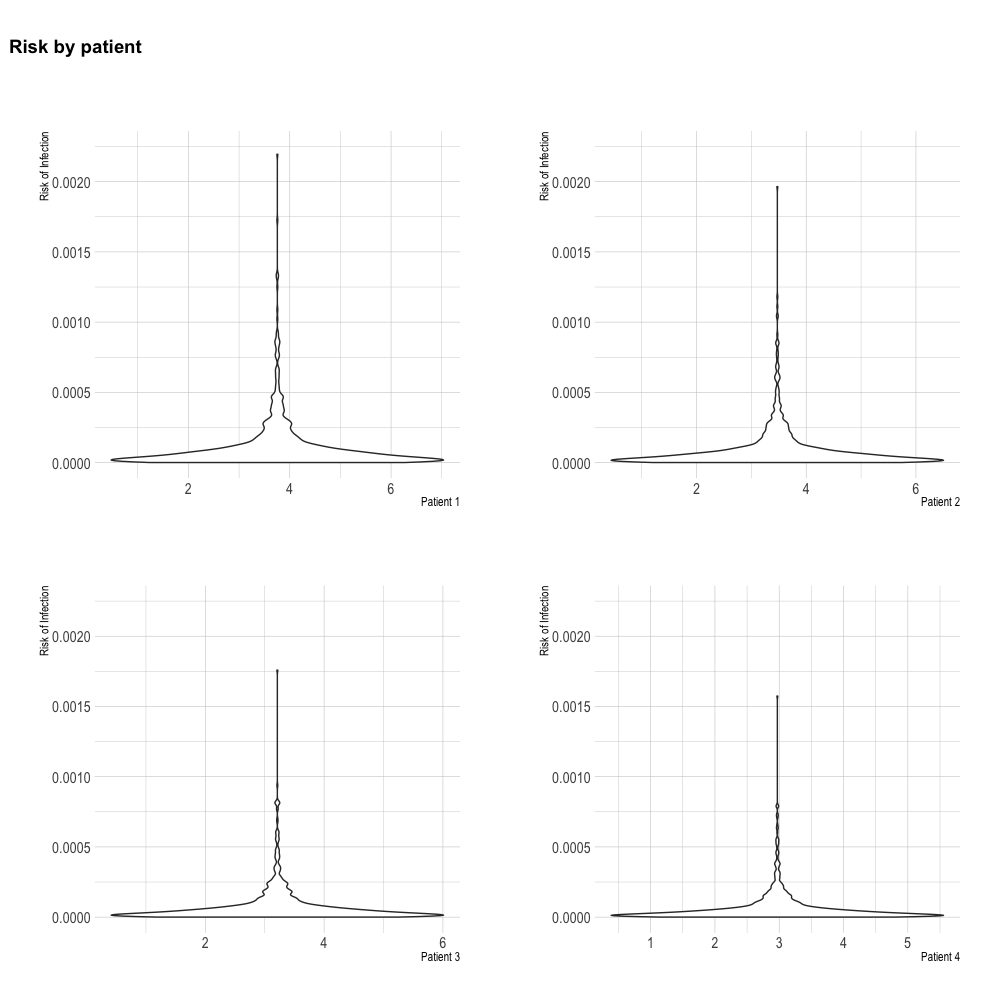 Risk by patient
Risk of Infection
0.0020
0.0015
0.0010
0.0005
0.0000
2 4 6
Patient 1
Risk of Infection
0.0020
0.0015
0.0010
0.0005
0.0000
2 4 6
Patient 2
Risk of Infection
0.0020
0.0015
0.0010
0.0005
0.0000
2 4 6
Patient 3
Risk of Infection
0.0020
0.0015
0.0010
0.0005
0.0000
1 2 3 4 5
Patient 4